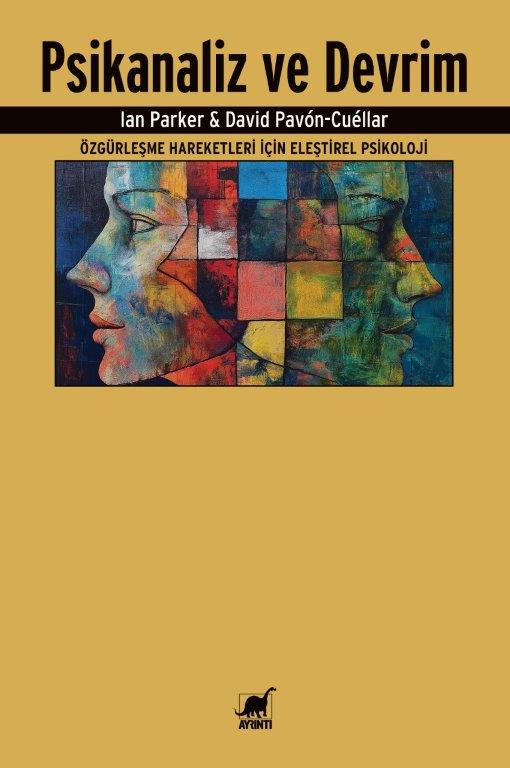 Psikanaliz ve Devrim
Ian Parker & David Pavón-Cuéllar
ÖZGÜRLEŞME HAREKETLERİ İÇİN ELEŞTİREL PSİKOLOJİ
AYRINTI